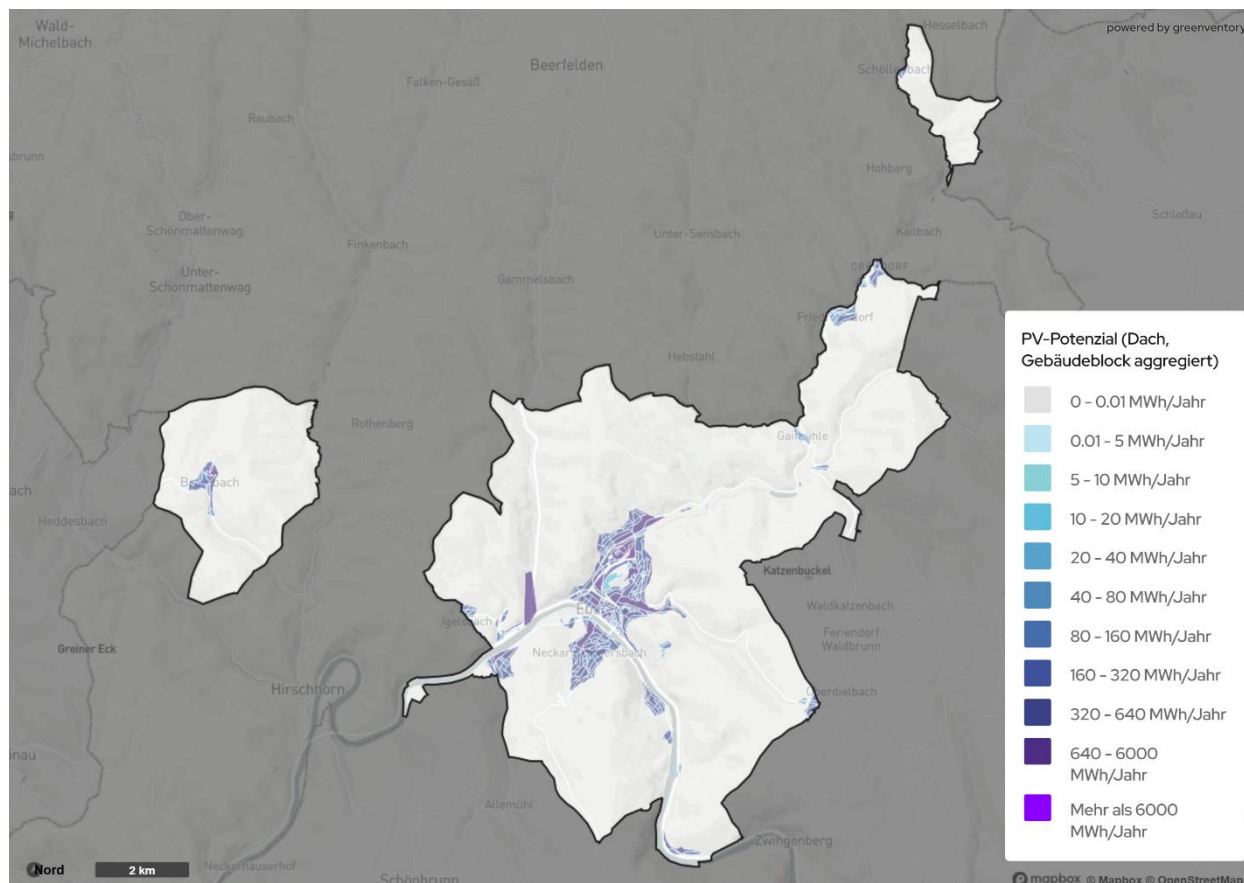 Wald-
Michelbach
Hesselbach
powered by greenventory
Beerfelden
Schöllenbach
Falken-Gesäß
Raubach
Hohberg
Ober-
Schönmattenwag
Schloßau
Kailbach
Unter-Sensbach
Finkenbach
Unter-
Schönmattenwag
Gammelsbach
Hebstahl
Rothenberg
Gaimühle
Heddesbach
Katzenbuckel
Waldkatzenbach
Igelsbach
Feriendorf
Waldbrunn
Greiner Eck
Hirschhorn
Oberdielbach
Allemühl
Zwingenberg
Neckarhäuserhof
Schönbrunn
PV-Potenzial (Dach,
Gebäudeblock aggregiert)
0 - 0.01 MWh/Jahr
0.01 - 5 MWh/Jahr
5 - 10 MWh/Jahr
10 - 20 MWh/Jahr
20 - 40 MWh/Jahr
40 - 80 MWh/Jahr
80 - 160 MWh/Jahr
160 - 320 MWh/Jahr
320 - 640 MWh/Jahr
640 - 6000
MWh/Jahr
Mehr als 6000
MWh/Jahr
Nord
2 km
mapbox © Mapbox © OpenStreetMap